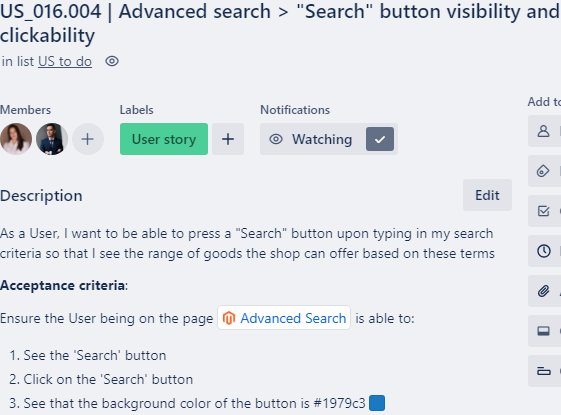 US_016.004 | Advanced search > "Search" button visibility and
clickability
in list US to do
Members
Labels
Notifications
Add to
User story
Watching
Description
Edit
As a User, I want to be able to press a "Search" button upon typing in my search
criteria so that I see the range of goods the shop can offer based on these terms
Acceptance criteria:
Ensure the User being on the page Advanced Search is able to:
1. See the 'Search' button
2. Click on the 'Search' button
3. See that the background color of the button is #1979c3